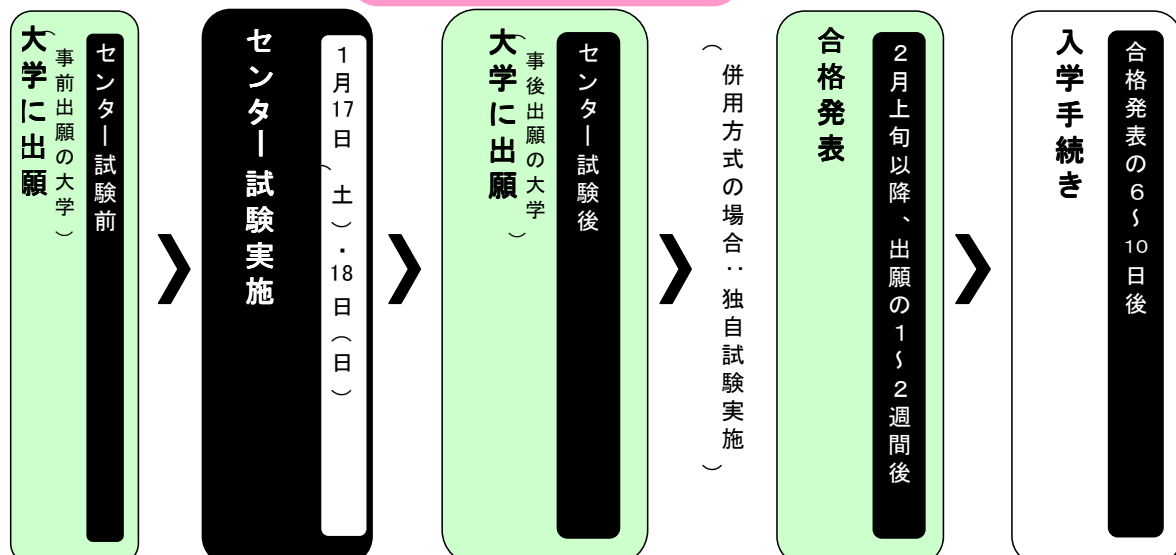 センター試験前
（事前出願の大学）
大学に出願
１月17日（土）・18日（日）
センター試験実施
センター試験後
（事後出願の大学）
大学に出願
（併用方式の場合：独自試験実施）
２月上旬以降、出願の１～２週間後
合格発表
合格発表の６～10日後
入学手続き